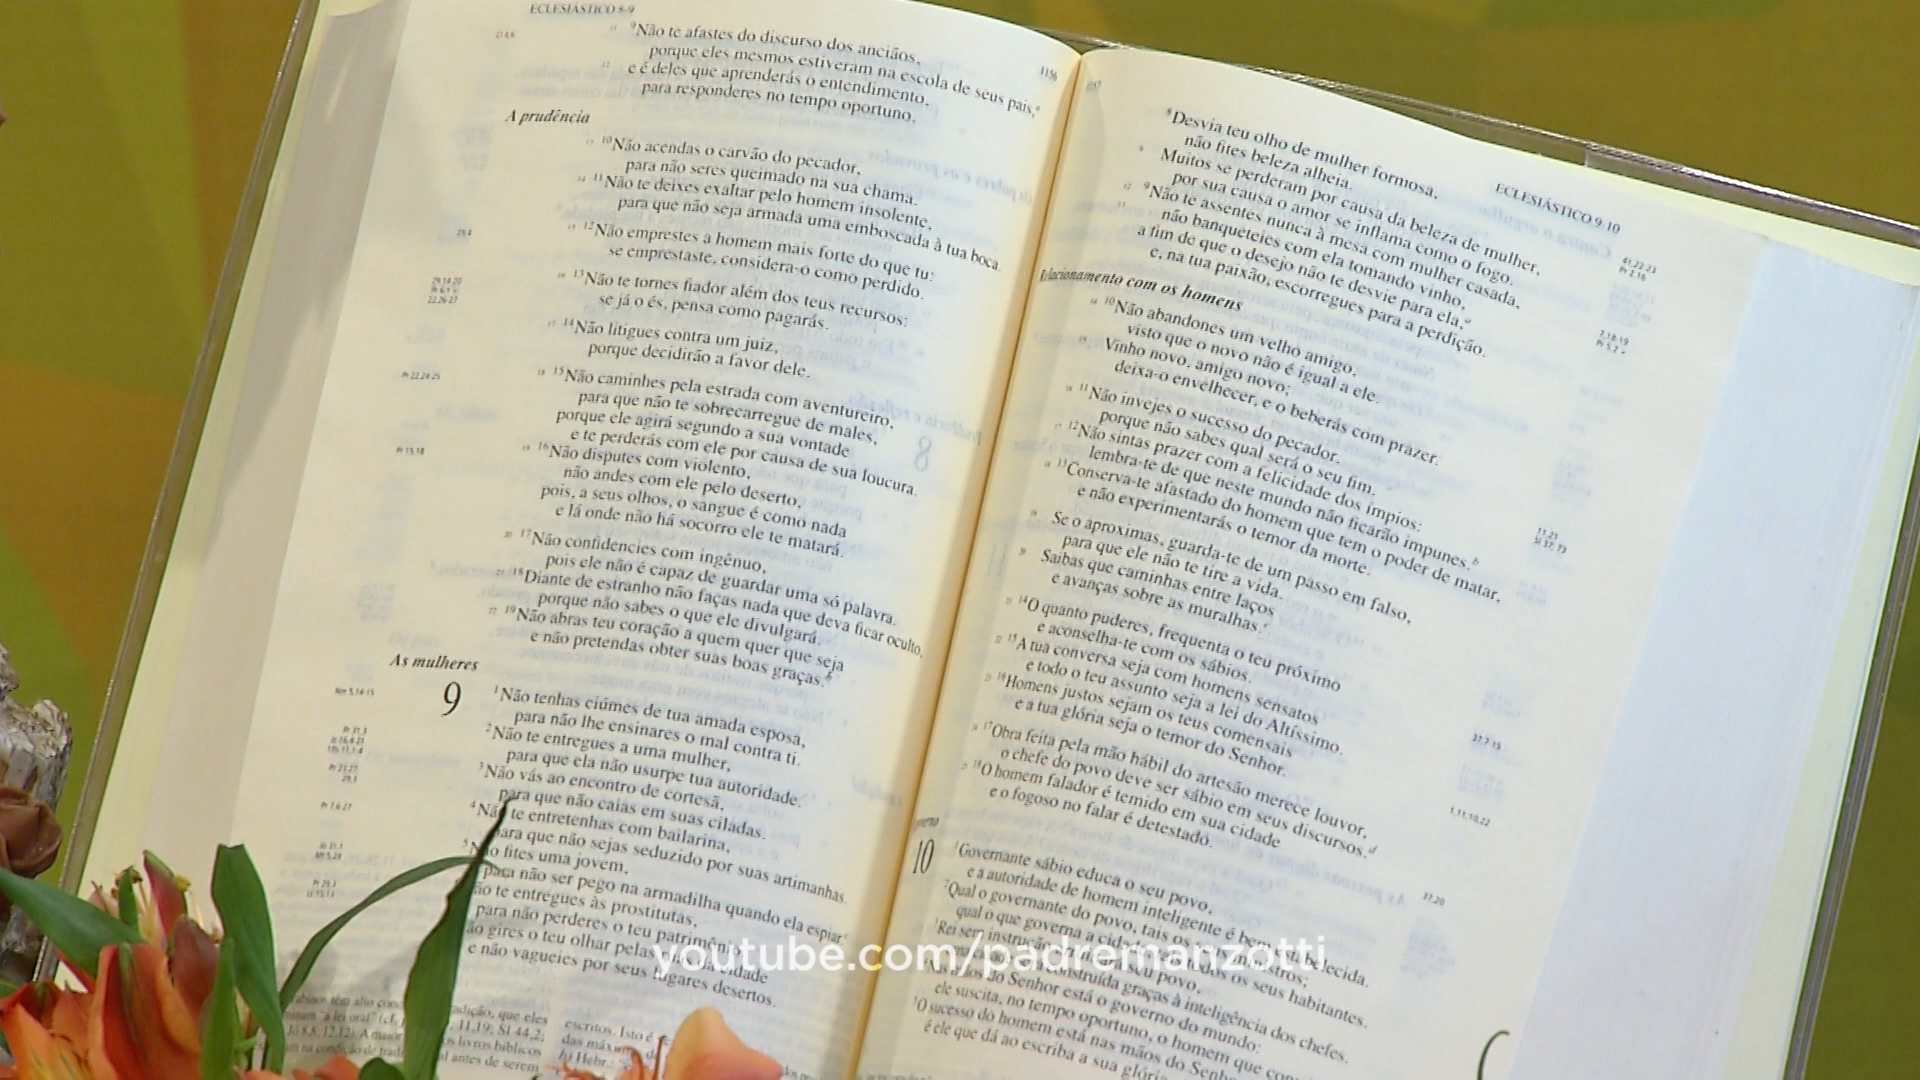 ECLESIÁSTICO 8-9
1156
⁹Não te afastes do discurso dos anciãos,
porque eles mesmos estiveram na escola de seus pais,
e é deles que aprenderás o entendimento,
para responderes no tempo oportuno.
A prudência
¹⁰Não acendas o carvão do pecador,
para não seres queimado na sua chama.
¹¹Não te deixes exaltar pelo homem insolente,
para que não seja armada uma emboscada à tua boca.
¹²Não emprestes a homem mais forte do que tu:
se emprestaste, considera-o como perdido.
¹³Não te tornes fiador além dos teus recursos:
se já o és, pensa como pagarás.
¹⁴Não litigues contra um juiz,
porque decidirão a favor dele.
¹⁵Não caminhes pela estrada com aventureiro,
para que não te sobrecarregue de males,
porque ele agirá segundo a sua vontade
e te perderás com ele por causa de sua loucura.
¹⁶Não disputes com violento,
não andes com ele pelo deserto,
pois, a seus olhos, o sangue é como nada
e lá onde não há socorro ele te matará.
¹⁷Não confidencies com ingênuo,
pois ele não é capaz de guardar uma só palavra.
¹⁸Diante de estranho não faças nada que deva ficar oculto,
porque não sabes o que ele divulgará.
¹⁹Não abras teu coração a quem quer que seja
e não pretendas obter suas boas graças.
As mulheres
9
¹Não tenhas ciúmes de tua amada esposa,
para não lhe ensinares o mal contra ti.
²Não te entregues a uma mulher,
para que ela não usurpe tua autoridade.
³Não vás ao encontro de cortesã,
para que não caias em suas ciladas.
⁴Não te entretenhas com bailarina,
para que não sejas seduzido por suas artimanhas.
⁵Não fites uma jovem,
para não ser pego na armadilha quando ela espiar.
te entregues às prostitutas,
para não perderes o teu patrimônio
gires o teu olhar pelas cidade
e não vagueies por seus lugares desertos.
1157
ECLESIÁSTICO 9-10
⁸Desvia teu olho de mulher formosa,
não fites beleza alheia.
Muitos se perderam por causa da beleza de mulher,
por sua causa o amor se inflama como o fogo.
⁹Não te assentes nunca à mesa com mulher casada,
não banqueteies com ela tomando vinho,
a fim de que o desejo não te desvie para ela,
e, na tua paixão, escorregues para a perdição.
Relacionamento com os homens
¹⁰Não abandones um velho amigo,
visto que o novo não é igual a ele.
Vinho novo, amigo novo;
deixa-o envelhecer, e o beberás com prazer.
¹¹Não invejes o sucesso do pecador,
porque não sabes qual será o seu fim.
¹²Não sintas prazer com a felicidade dos ímpios:
lembra-te de que neste mundo não ficarão impunes.
¹³Conserva-te afastado do homem que tem o poder de matar,
e não experimentarás o temor da morte.
Se o aproximas, guarda-te de um passo em falso,
para que ele não te tire a vida.
Saibas que caminhas entre laços
e avanças sobre as muralhas.
¹⁴O quanto puderes, frequenta o teu próximo
e aconselha-te com os sábios.
¹⁵A tua conversa seja com homens sensatos
e todo o teu assunto seja a lei do Altíssimo.
¹⁶Homens justos sejam os teus comensais
e a tua glória seja o temor do Senhor.
¹⁷Obra feita pela mão hábil do artesão merece louvor,
o chefe do povo deve ser sábio em seus discursos.
¹⁸O homem falador é temido em sua cidade
e o fogoso no falar é detestado.
10
¹Governante sábio educa o seu povo,
e a autoridade de homem inteligente é bem estabelecida.
²Qual o governante do povo, tais os seus ministros;
qual o que governa a cidade, todos os seus habitantes.
³Rei sem instrução seu povo,
construída graças à inteligência dos chefes.
do Senhor está o governo do mundo:
ele suscita, no tempo oportuno, o homem que
⁵O sucesso do homem está nas mãos do Senhor
é ele que dá ao escriba a sua glória
youtube.com/padremanzotti